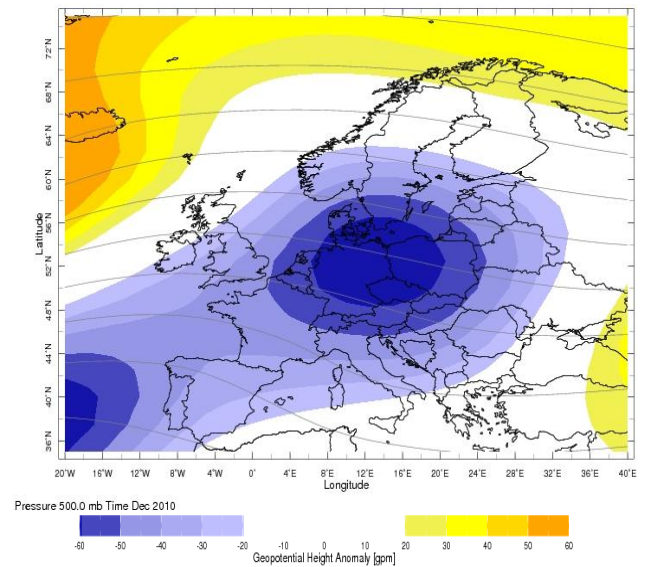 72°N
68°N
64°N
60°N
56°N
52°N
48°N
44°N
40°N
36°N
Latitude
20°W 16°W 12°W 8°W 4°W 0° 4°E 8°E 12°E 16°E 20°E 24°E 28°E 32°E 36°E 40°E
Longitude
Pressure 500.0 mb Time Dec 2010
-60 -50 -40 -30 -20 -10 0 10 20 30 40 50 60
Geopotential Height Anomaly [gpm]